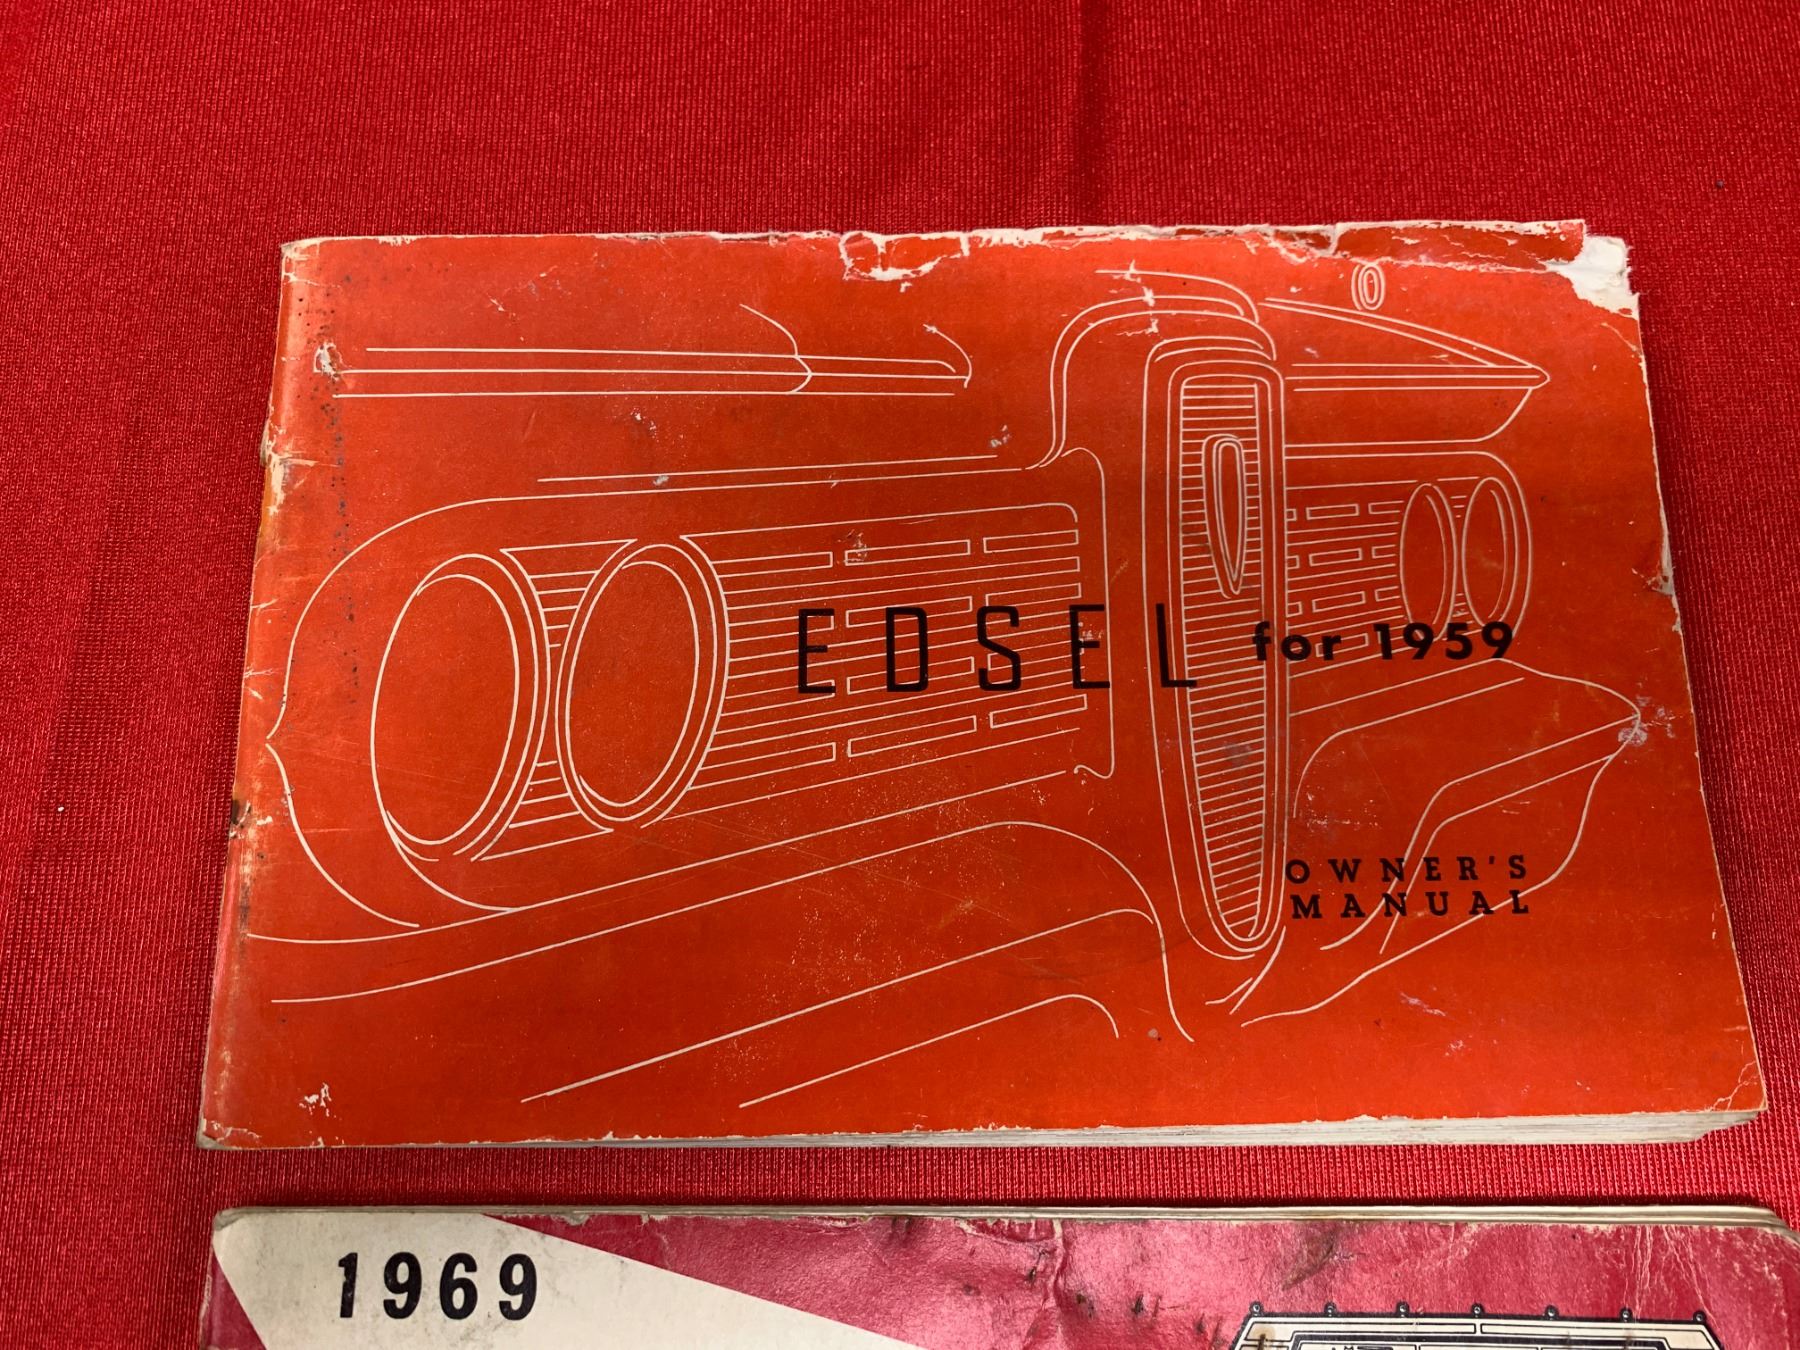 EDSEL for 1959
OWNER'S
MANUAL
1969